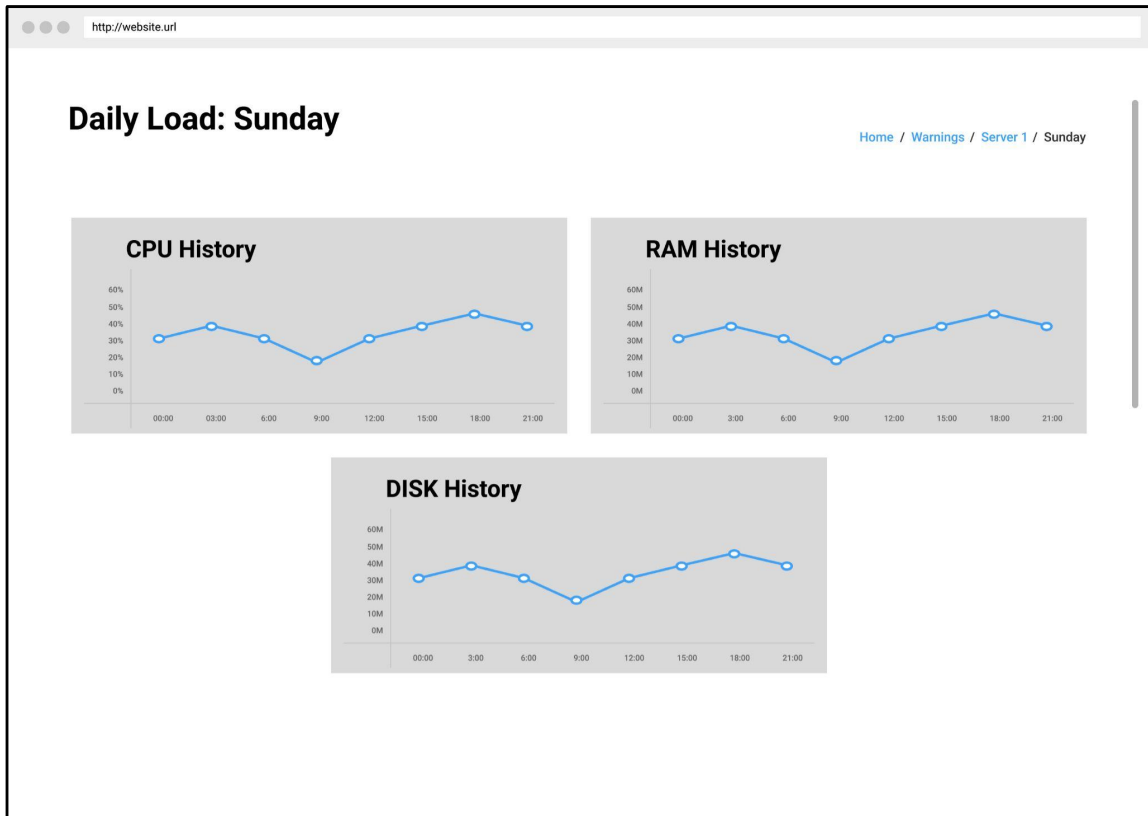 http://website.url
Daily Load: Sunday
Home / Warnings / Server 1 / Sunday
CPU History
60%
50%
40%
30%
20%
10%
0%
00:00 03:00 6:00 9:00 12:00 15:00 18:00 21:00
RAM History
60M
50M
40M
30M
20M
10M
0M
00:00 3:00 6:00 9:00 12:00 15:00 18:00 21:00
DISK History
60M
50M
40M
30M
20M
10M
0M
00:00 3:00 6:00 9:00 12:00 15:00 18:00 21:00